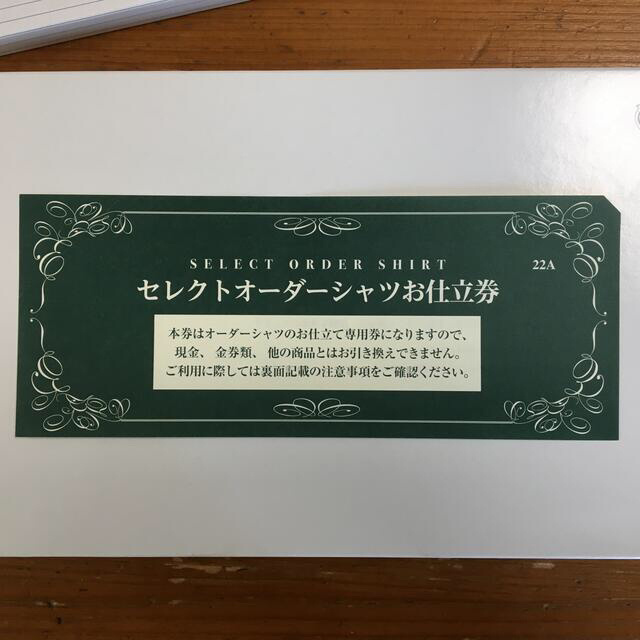 SELECT ORDER SHIRT
22A
セレクトオーダーシャツお仕立券
本券はオーダーシャツのお仕立て専用券になりますので、
現金、金券類、他の商品とはお引き換えできません。
ご利用に際しては裏面記載の注意事項をご確認ください。